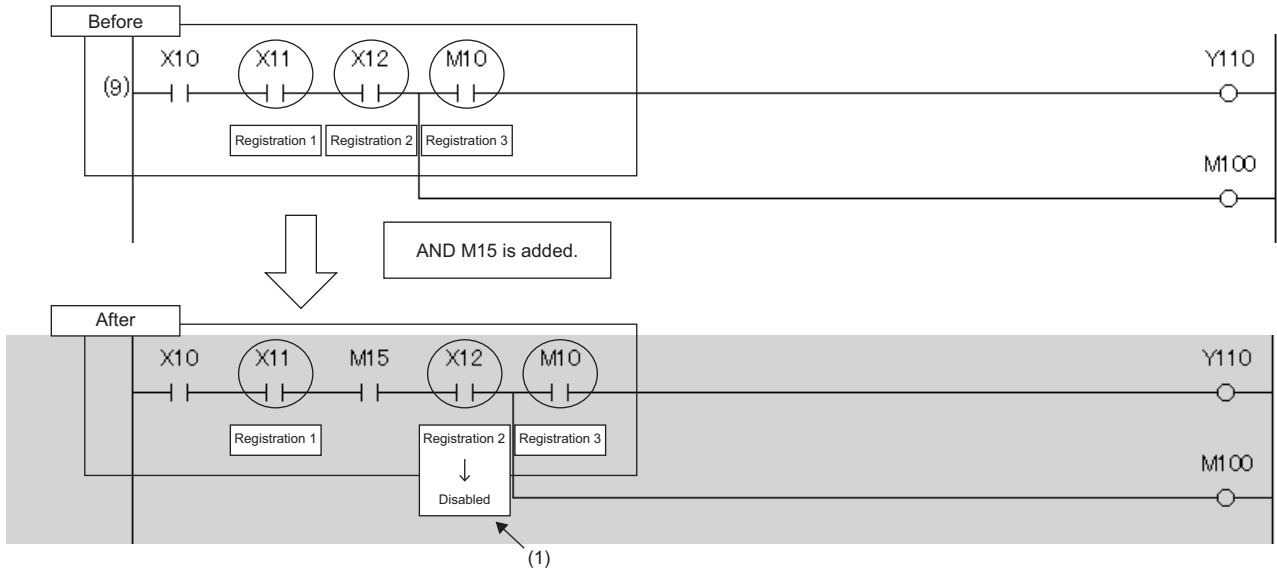 Before
X10 X11 X12 M10 Y110
(9)
Registration 1 Registration 2 Registration 3
M100
AND M15 is added.
After
X10 X11 M15 X12 M10 Y110
Registration 1 Registration 2 Registration 3
↓
M100
Disabled
(1)